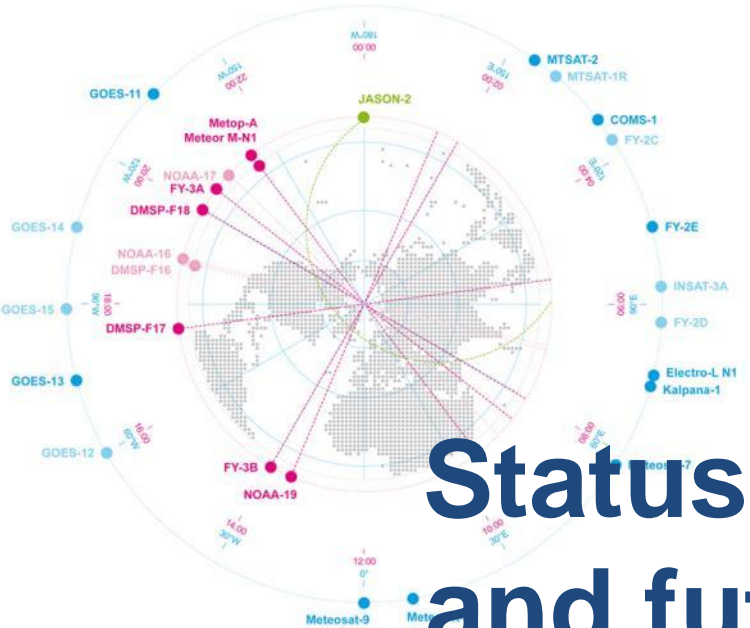 180°W
00:00
150°W
22:00
150°E
02:00
MTSAT-2
MTSAT-1R
GOES-11
JASON-2
Metop-A
Meteor M-N1
COMS-1
FY-2C
120°W
20:00
120°E
04:00
NOAA-17
FY-3A
DMSP-F18
GOES-14
FY-2E
NOAA-16
DMSP-F16
INSAT-3A
GOES-15
90°W
18:00
06:00
90°E
FY-2D
DMSP-F17
GOES-13
Electro-L N1
Kalpana-1
60°W
16:00
08:00
60°E
GOES-12
FY-3B
NOAA-19
Status
14:00
30°W
10:00
30°E
12:00
0°
Meteosat-9
and fu